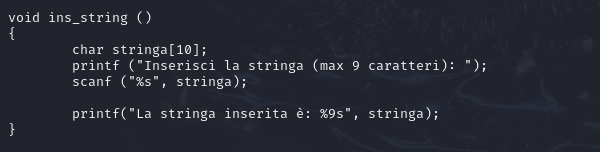 void ins_string ()
{
        char stringa[10];
        printf ("Inserisci la stringa (max 9 caratteri): ");
        scanf ("%s", stringa);

        printf("La stringa inserita è: %9s", stringa);
}